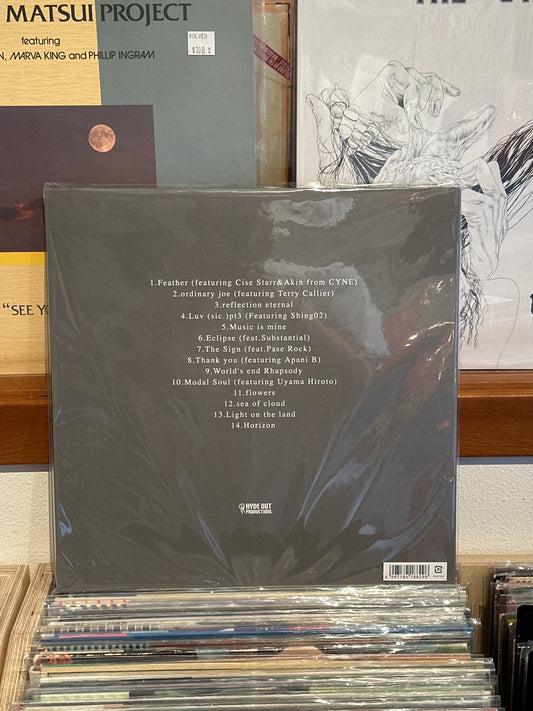 MATSUI PROJECT
featuring
N, MARVA KING and PHILLIP INGRAM
"SEE YO
1.Feather (featuring Cise Starr&Akin from CYNE)
2.ordinary joe (featuring Terry Callier)
3.reflection eternal
4.Luv (sic.)pt3 (Featuring Shing02)
5.Music is mine
6.Eclipse (feat.Substantial)
7.The Sign (feat.Pase Rock)
8.Thank you (featuring Apani B)
9.World's end Rhapsody
10.Modal Soul (featuring Uyama Hiroto)
11.flowers
12.sea of cloud
13.Light on the land
14.Horizon
HYDE OUT
PRODUCTIONS
4 997184 188296